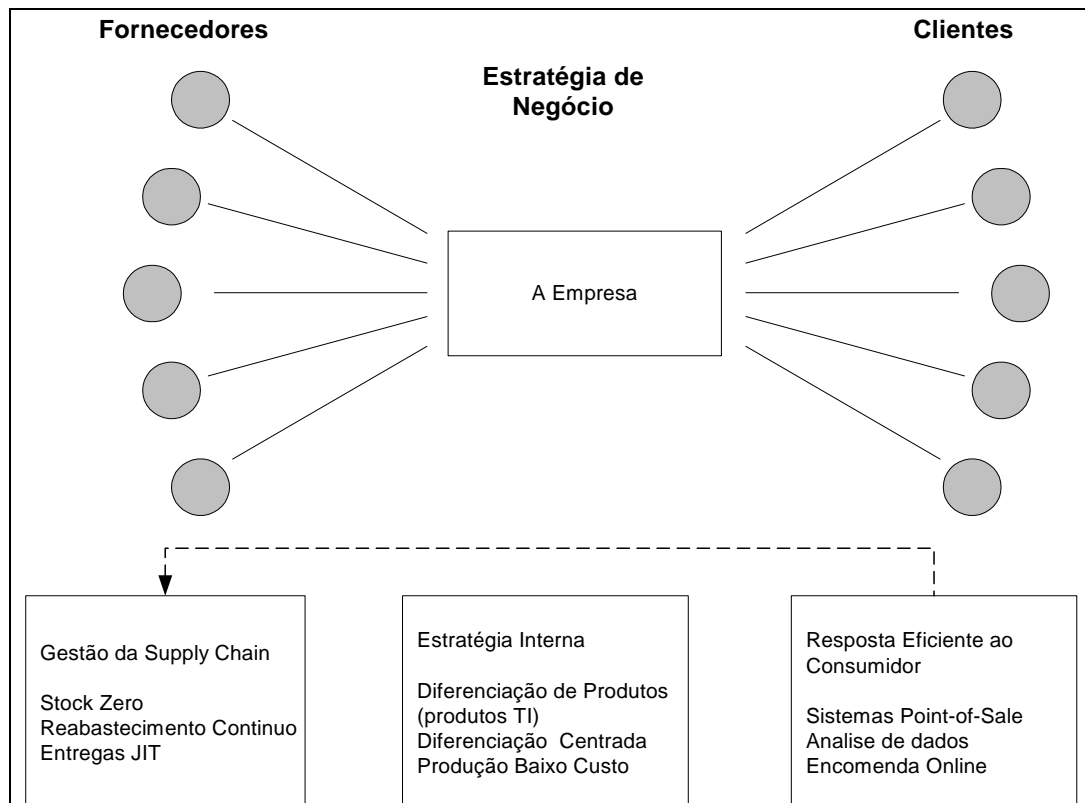 Fornecedores
Clientes
Estratégia de
Negócio
A Empresa
Gestão da Supply Chain
Stock Zero
Reabastecimento Continuo
Entregas JIT
Estratégia Interna
Diferenciação de Produtos
(produtos TI)
Diferenciação Centrada
Produção Baixo Custo
Resposta Eficiente ao
Consumidor
Sistemas Point-of-Sale
Analise de dados
Encomenda Online